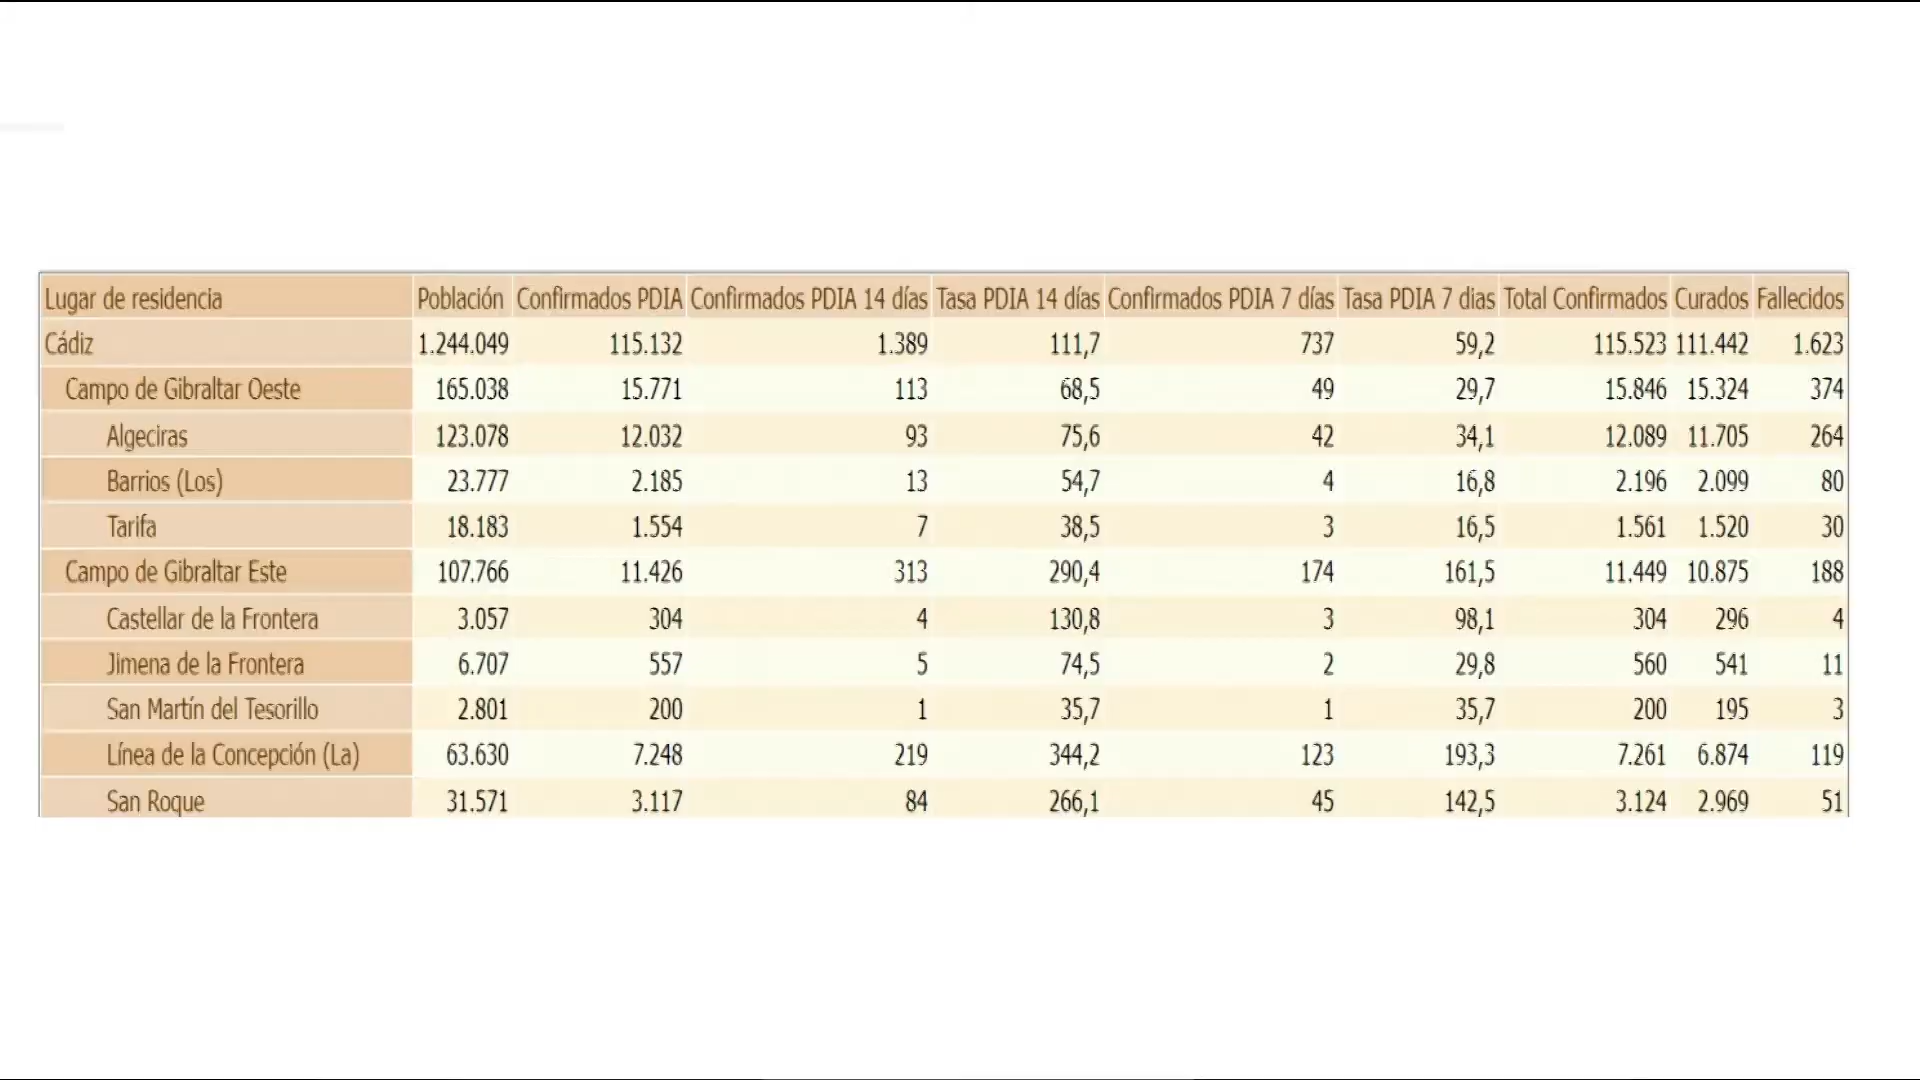 Lugar de residencia Población Confirmados PDIA Confirmados PDIA 14 días Tasa PDIA 14 días Confirmados PDIA 7 días Tasa PDIA 7 dias Total Confirmados Curados Fallecidos
Cádiz 1.244.049 115.132 1.389 111,7 737 59,2 115.523 111.442 1.623
Campo de Gibraltar Oeste 165.038 15.771 113 68,5 49 29,7 15.846 15.324 374
Algeciras 123.078 12.032 93 75,6 42 34,1 12.089 11.705 264
Barrios (Los) 23.777 2.185 13 54,7 4 16,8 2.196 2.099 80
Tarifa 18.183 1.554 7 38,5 3 16,5 1.561 1.520 30
Campo de Gibraltar Este 107.766 11.426 313 290,4 174 161,5 11.449 10.875 188
Castellar de la Frontera 3.057 304 4 130,8 3 98,1 304 296 4
Jimena de la Frontera 6.707 557 5 74,5 2 29,8 560 541 11
San Martín del Tesorillo 2.801 200 1 35,7 1 35,7 200 195 3
Línea de la Concepción (La) 63.630 7.248 219 344,2 123 193,3 7.261 6.874 119
San Roque 31.571 3.117 84 266,1 45 142,5 3.124 2.969 51